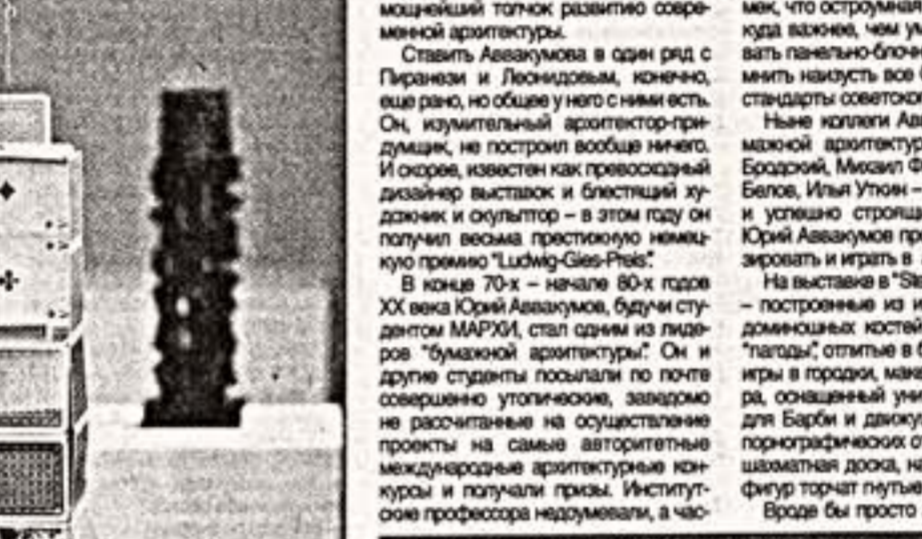 мощнейший толчок развитию совре-
менной архитектуры.
Ставить Аввакумова в один ряд с
Пиранези и Леонидовым, конечно,
еще рано, но общее у него с ними есть.
Он, изумительный архитектор-при-
думщик, не построил вообще ничего.
И скорее, известен как превосходный
дизайнер выставок и блестящий ху-
дожник и скульптор – в этом году он
получил весьма престижную немец-
кую премию "Ludwig-Gies-Preis".
В конце 70-х – начале 80-х годов
XX века Юрий Аввакумов, будучи сту-
дентом МАРХИ, стал одним из лиде-
ров "бумажной архитектуры". Он и
другие студенты посылали по почте
совершенно утопические, заведомо
не рассчитанные на осуществление
проекты на самые авторитетные
международные архитектурные кон-
курсы и получали призы. Институт-
ские профессора недоумевали, а час-
мек, что остроумная
куда важнее, чем у
вать панельно-блочн
мнить наизусть все
стандарты советско
Ныне коллеги Ав
мажной архитектур
Бродский, Михаил
Белов, Илья Уткин –
и успешно строящ
Юрий Аввакумов пр
зировать и играть в
На выставке в "St
– построенные из
доминошных косте
"пагоды", отлитые в б
игры в городки, мак
ра, оснащенный ун
для Барби и движу
порнографических
шахматная доска, н
фигур торчат гнутые
Вроде бы просто